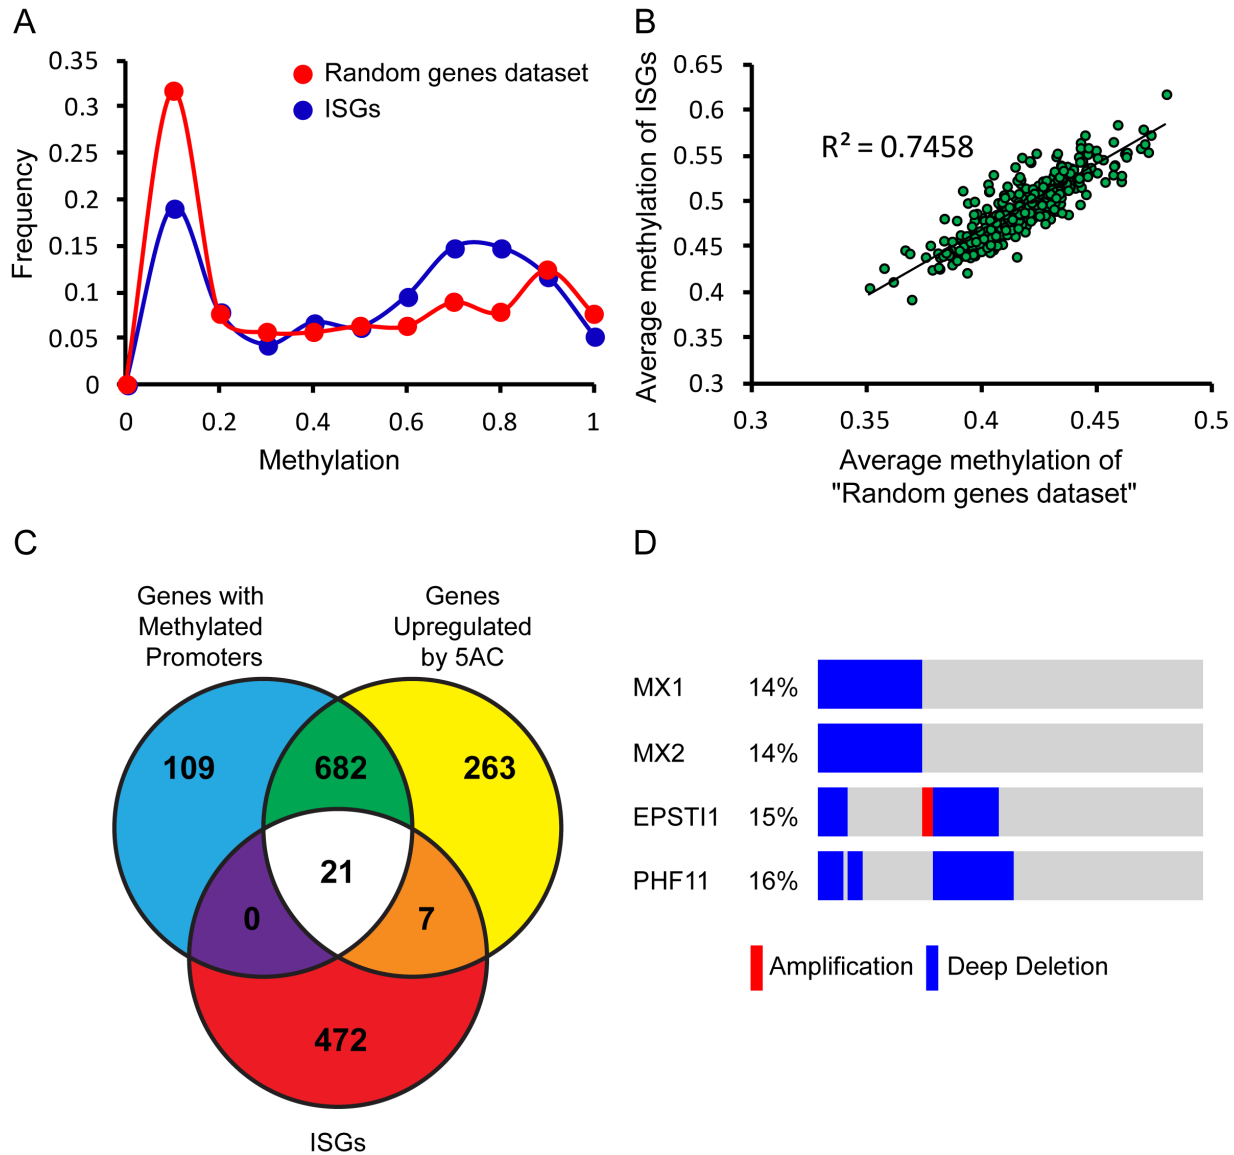 A
0.35
0.3
0.25
0.2
0.15
0.1
0.05
0
Frequency
Random genes dataset
ISGs
0 0.2 0.4 0.6 0.8 1
Methylation
B
0.65
0.6
0.55
0.5
0.45
0.4
0.35
0.3
Average methylation of ISGs
R² = 0.7458
0.3 0.35 0.4 0.45 0.5
Average methylation of
"Random genes dataset"
C
Genes with
Methylated
Promoters
Genes
Upregulated
by 5AC
109
682
263
21
0
7
472
ISGs
D
MX1 14%
MX2 14%
EPSTI1 15%
PHF11 16%
Amplification
Deep Deletion